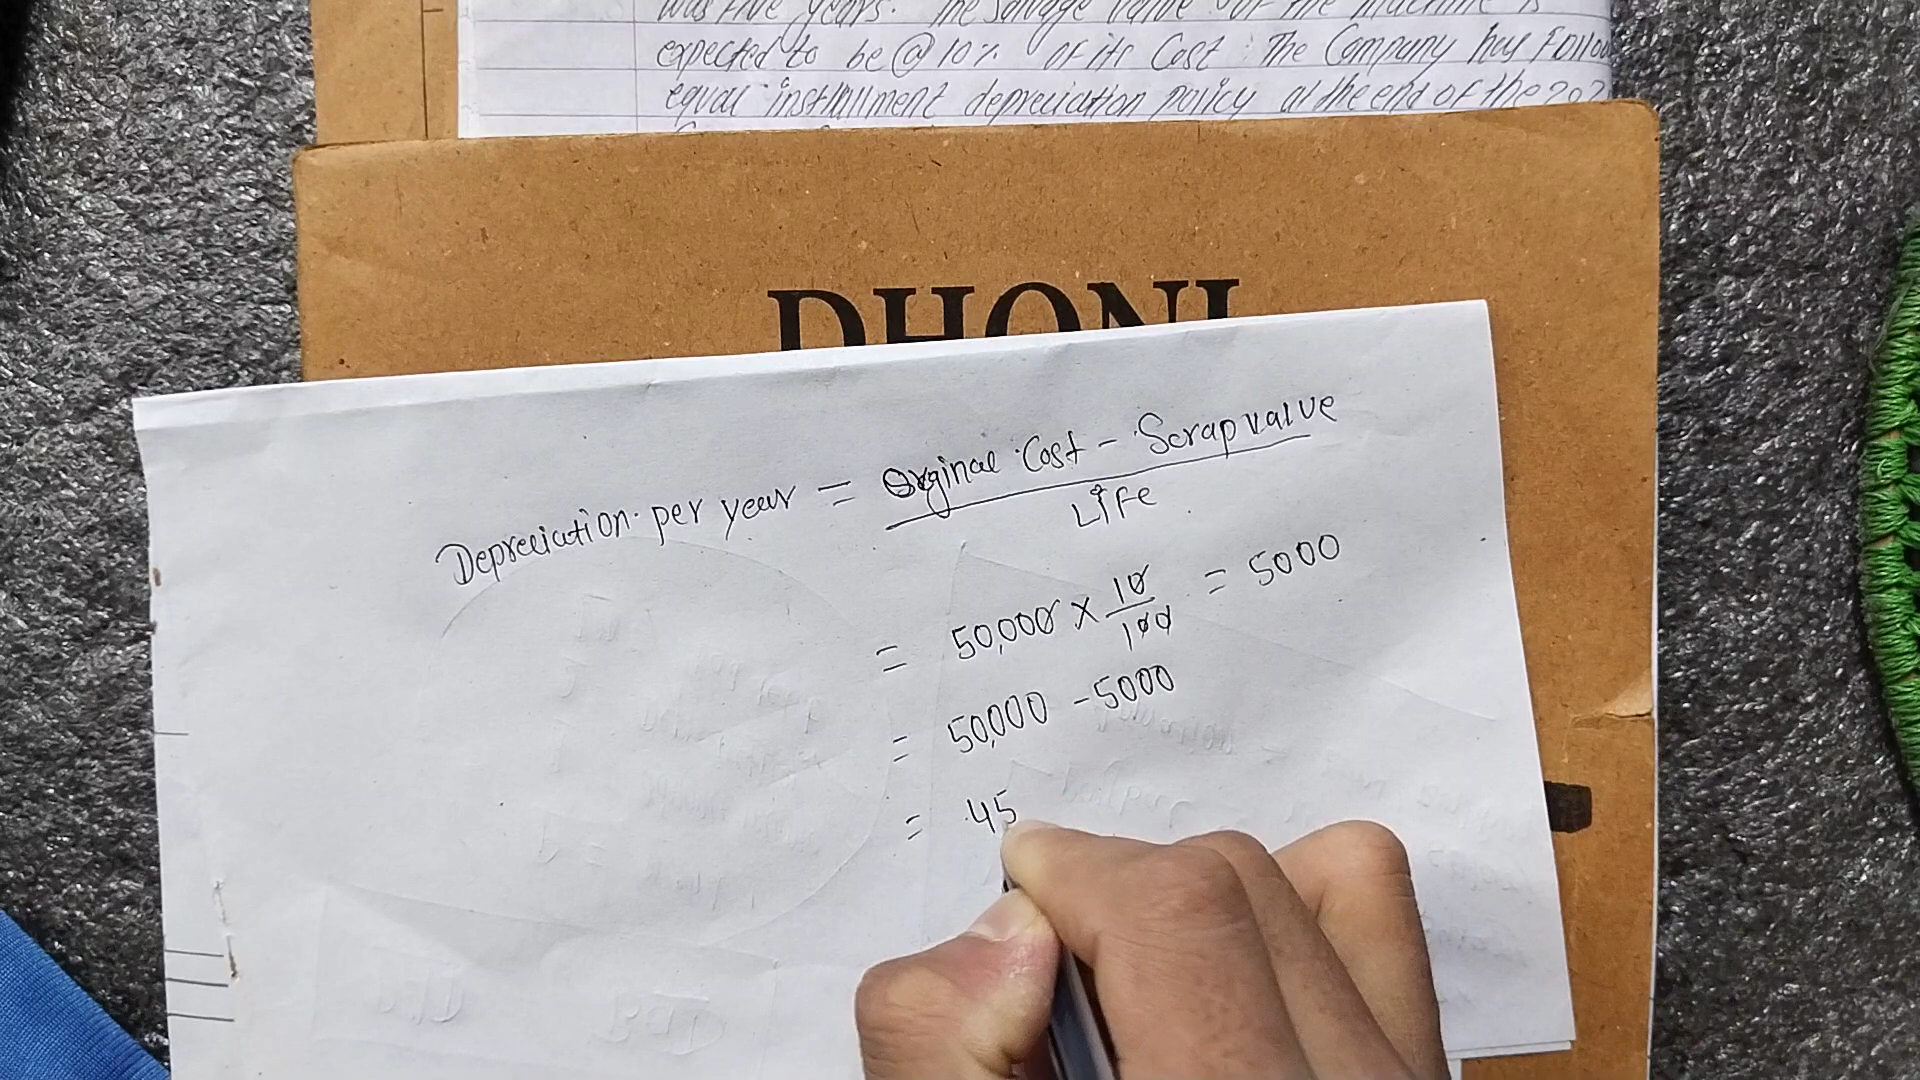 was five years. The Salvage value of the machine is
expected to be @ 10% of its Cost. The Company has Follow
equal installment depreciation policy at the end of the 202
DHONI
Depreciation per year = Orginal Cost - Scrap value
Life
= 50,000 × 10/100 = 5000
= 50,000 - 5000
= 45